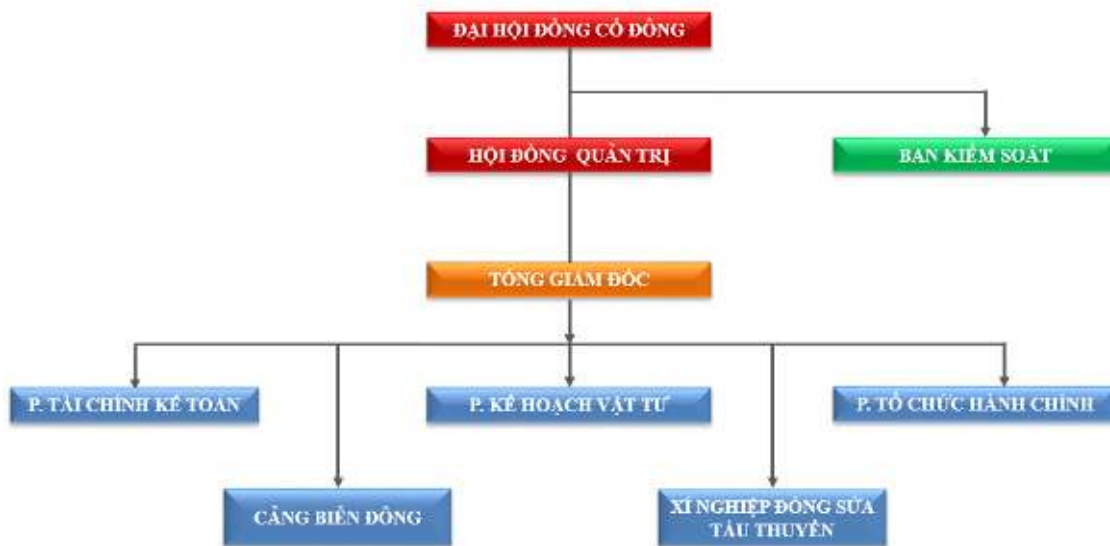 ĐẠI HỘI ĐỒNG CỔ ĐÔNG
HỘI ĐỒNG QUẢN TRỊ
BAN KIỂM SOÁT
TỔNG GIÁM ĐỐC
P. TÀI CHÍNH KẾ TOÁN
P. KẾ HOẠCH VẬT TƯ
P. TỔ CHỨC HÀNH CHÍNH
CẢNG BIỂN ĐÔNG
XÍ NGHIỆP ĐÓNG SỬA
TÀU THUYỀN